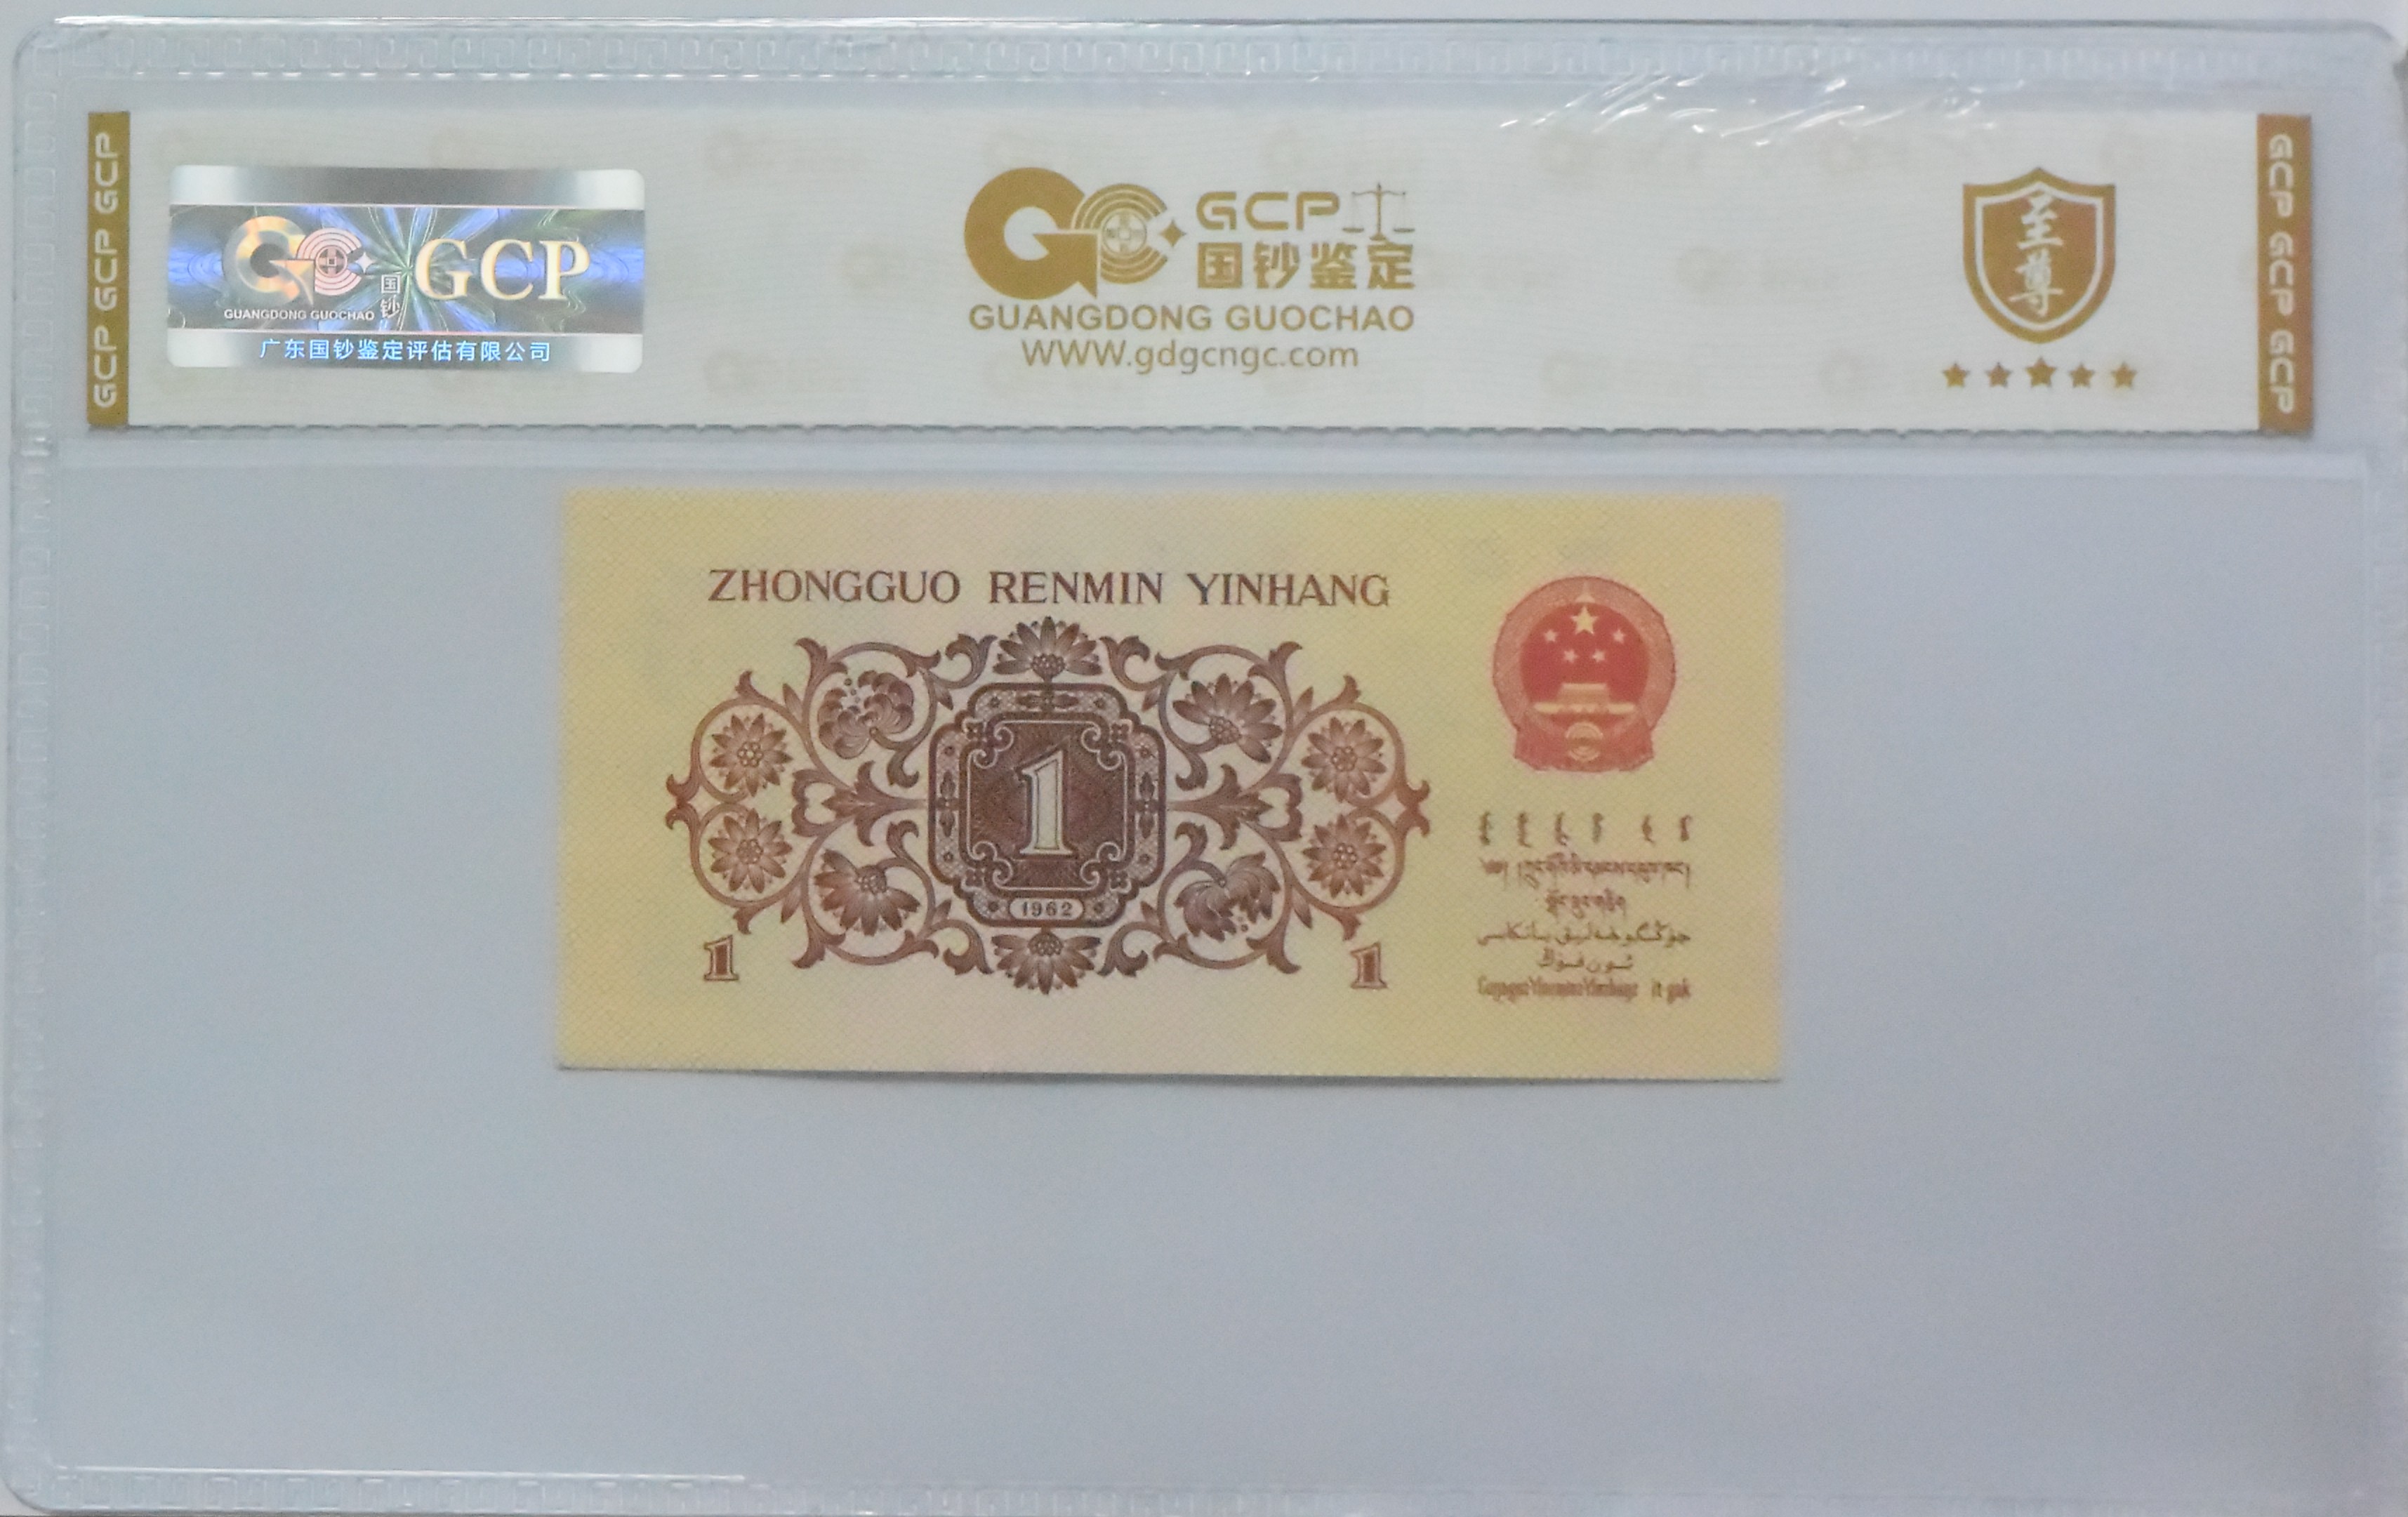 GCP GCP GCP
GCP
国钞
GUANGDONG GUOCHAO
广东国钞鉴定评估有限公司
GCP
国钞鉴定
GUANGDONG GUOCHAO
WWW.gdgcngc.com
至尊
GCP GCP GCP
ZHONGGUO RENMIN YINHANG
1
1962
1
1